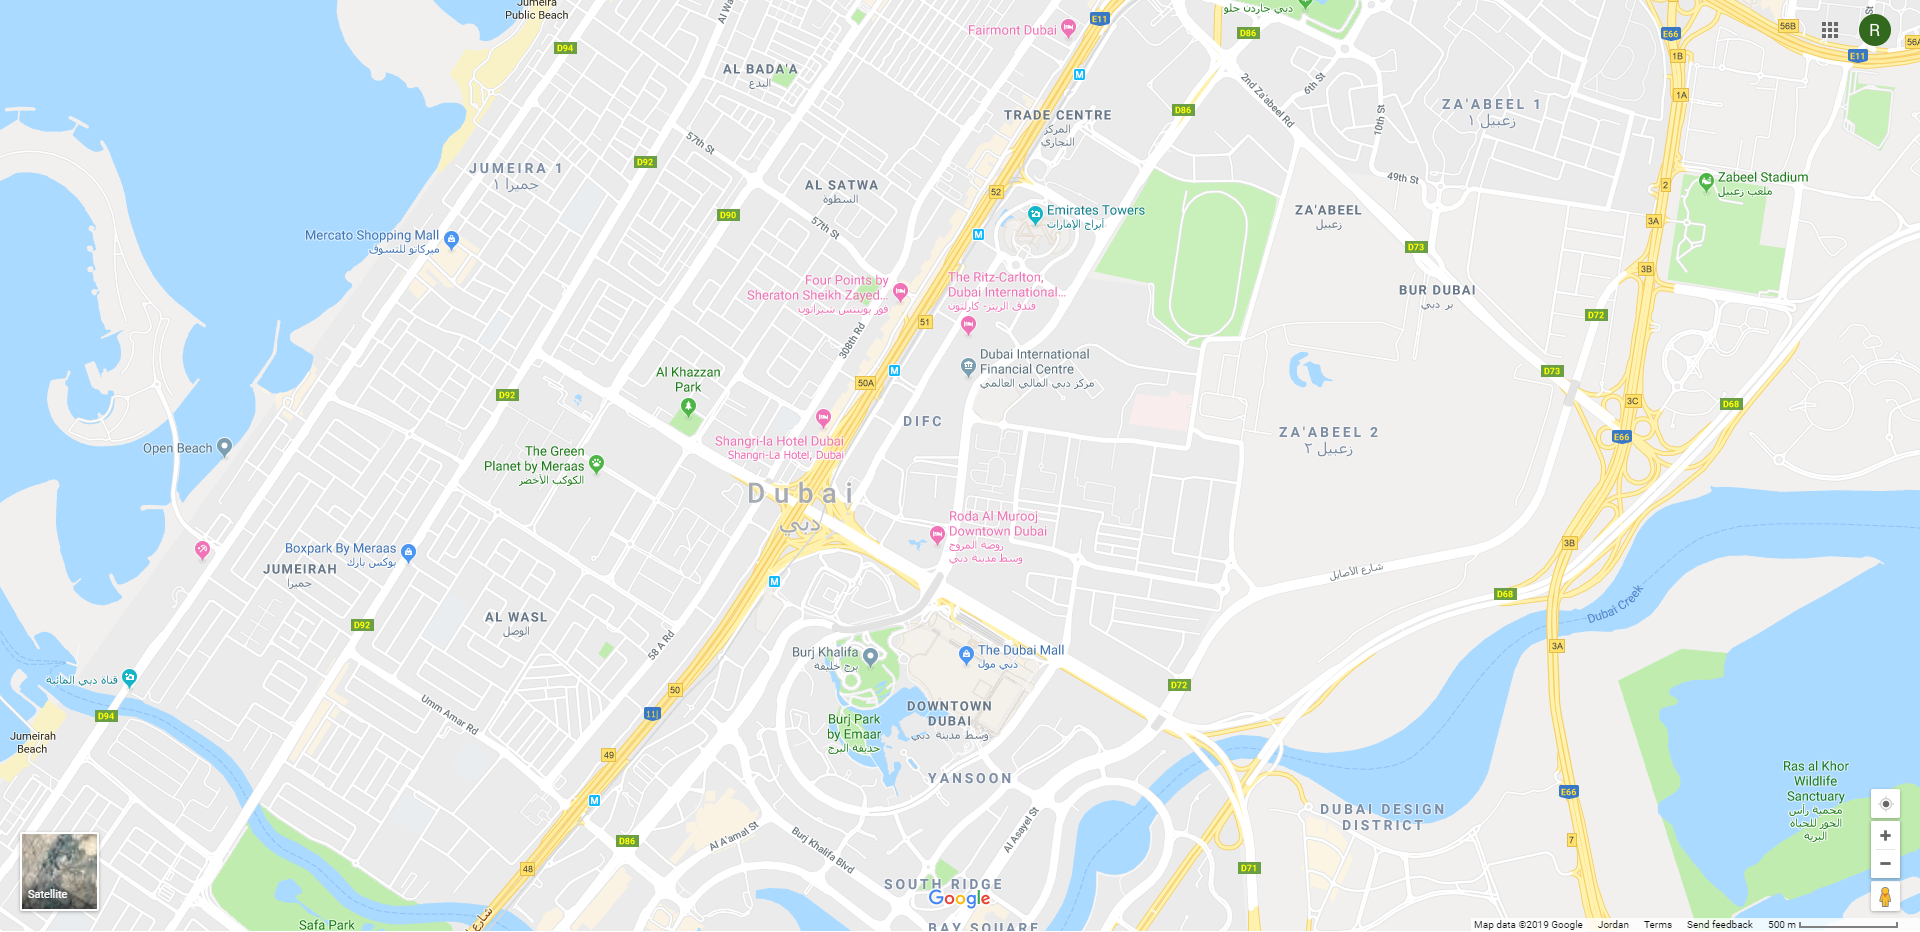 Jumeira
Public Beach
Al Wa
دبي جاردن جلو
Fairmont Dubai
E11
D86
E66
56B
St
R
D94
1B
E11
56A
AL BADA'A
البدع
M
2nd Za'abeel Rd
6th St
1A
D86
TRADE CENTRE
المركز
التجاري
ZA'ABEEL 1
زعبيل ١
10th St
57th St
D92
JUMEIRA 1
جميرا ١
AL SATWA
السطوة
52
49th St
2
Zabeel Stadium
ملعب زعبيل
D90
57th St
Emirates Towers
أبراج الإمارات
ZA'ABEEL
زعبيل
3A
Mercato Shopping Mall
ميركاتو للتسوق
M
D73
3B
Four Points by
Sheraton Sheikh Zayed...
فور بوينتس شيراتون
The Ritz-Carlton,
Dubai International...
فندق الريتز- كارلتون
BUR DUBAI
بر دبي
D72
51
308th Rd
Dubai International
Financial Centre
مركز دبي المالي العالمي
Al Khazzan
Park
50A
M
D73
D92
3C
D68
DIFC
ZA'ABEEL 2
زعبيل ٢
E66
Open Beach
Shangri-la Hotel Dubai
Shangri-La Hotel, Dubai
The Green
Planet by Meraas
الكوكب الأخضر
Dubai
دبي
Roda Al Murooj
Downtown Dubai
روضة المروج
وسط مدينة دبي
3B
Boxpark By Meraas
بوكس بارك
JUMEIRAH
جميرا
M
شارع الأصايل
D68
Dubai Creek
AL WASL
الوصل
D92
58 A Rd
3A
Burj Khalifa
برج خليفة
The Dubai Mall
دبي مول
قناة دبي المائية
D72
50
D94
Umm Amar Rd
11
DOWNTOWN
DUBAI
وسط مدينة دبي
Burj Park
by Emaar
حديقة البرج
Jumeirah
Beach
49
YANSOON
Ras al Khor
Wildlife
Sanctuary
محمية رأس
الخور للحياة
البرية
M
E66
DUBAI DESIGN
DISTRICT
Al A'amal St
Burj Khalifa Blvd
Al Asayel St
D86
7
48
D71
Satellite
SOUTH RIDGE
Google
شارع
Safa Park
BAY SQUARE
Map data ©2019 Google Jordan Terms Send feedback 500 m